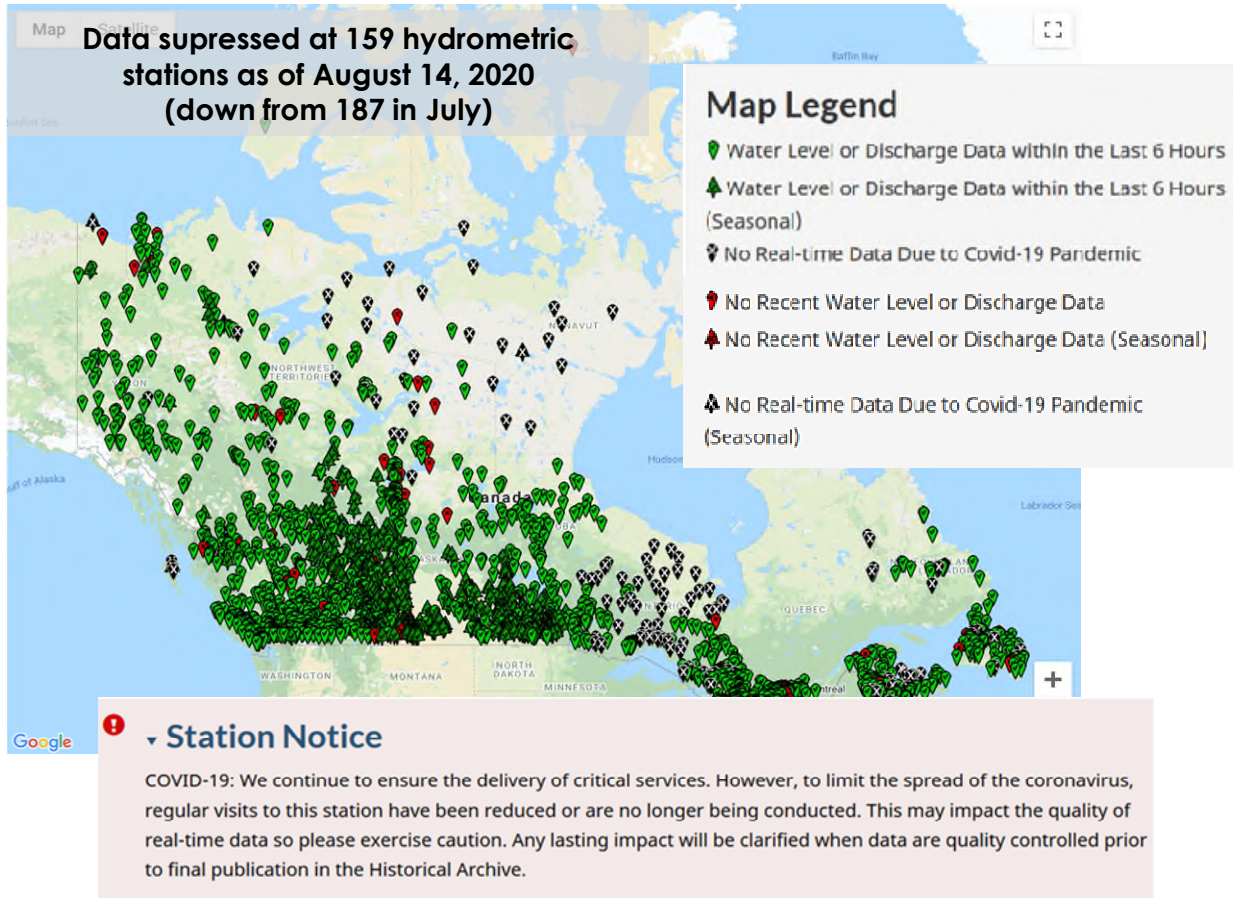 Map
Satellite
Data supressed at 159 hydrometric
stations as of August 14, 2020
(down from 187 in July)
Baffin Bay
Map Legend
Water Level or Discharge Data within the Last 6 Hours
Water Level or Discharge Data within the Last 6 Hours
(Seasonal)
No Real-time Data Due to Covid-19 Pandemic
No Recent Water Level or Discharge Data
No Recent Water Level or Discharge Data (Seasonal)
No Real-time Data Due to Covid-19 Pandemic
(Seasonal)
NUNAVUT
NORTHWEST
TERRITORIES
YUKON
Hudson
Gulf of Alaska
Canada
Labrador Sea
ONTARIO
QUEBEC
WASHINGTON
MONTANA
NORTH
DAKOTA
MINNESOTA
Google
Station Notice
COVID-19: We continue to ensure the delivery of critical services. However, to limit the spread of the coronavirus,
regular visits to this station have been reduced or are no longer being conducted. This may impact the quality of
real-time data so please exercise caution. Any lasting impact will be clarified when data are quality controlled prior
to final publication in the Historical Archive.